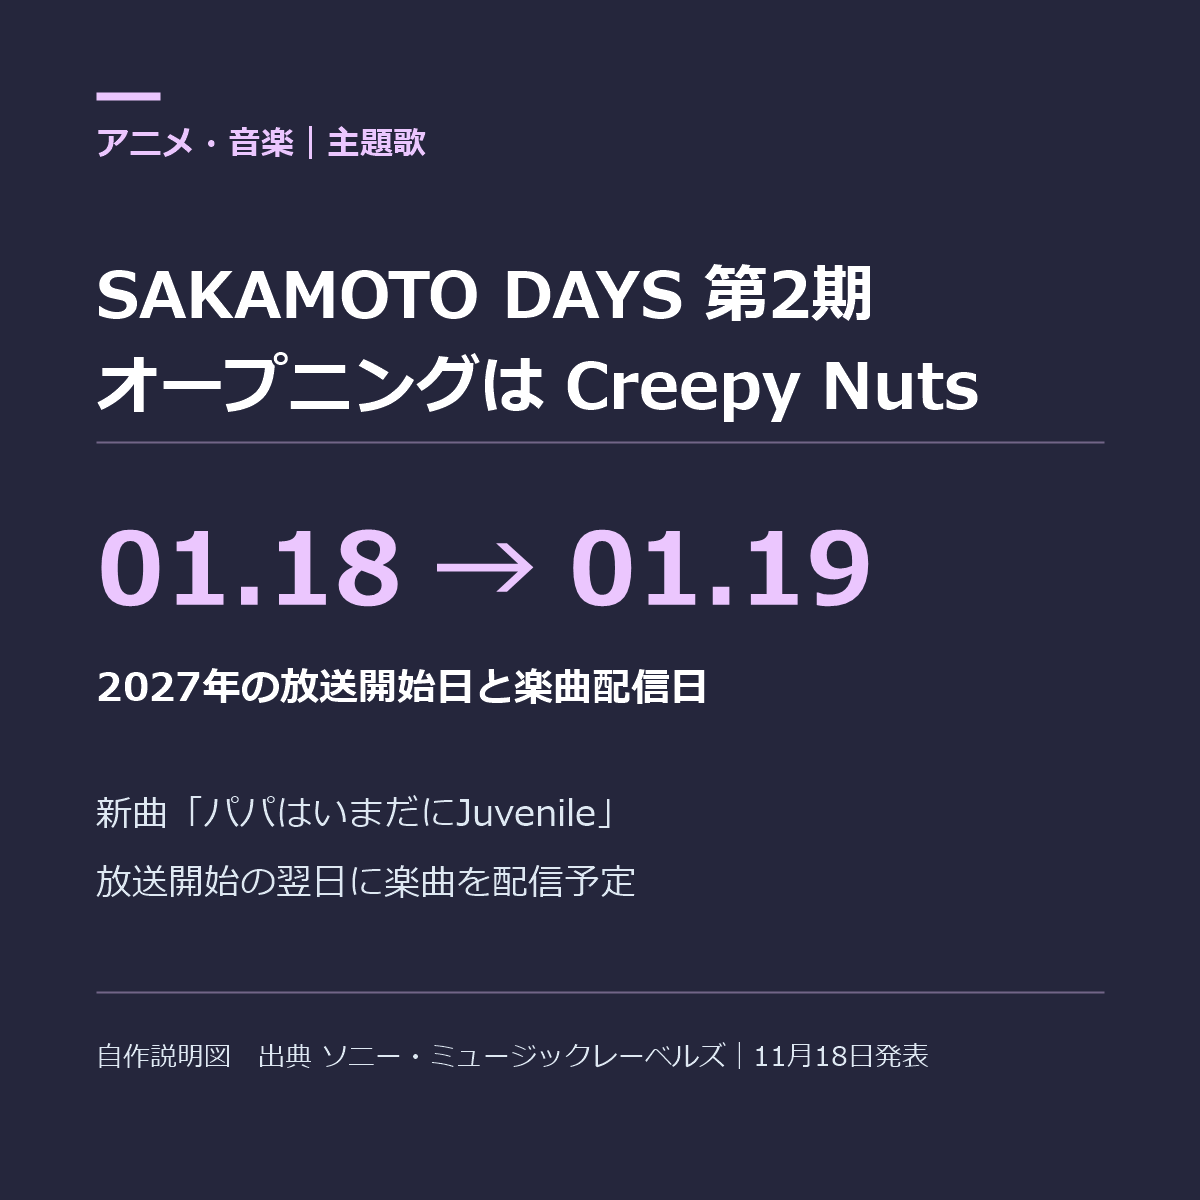 アニメ・音楽｜主題歌
SAKAMOTO DAYS 第2期
オープニングは Creepy Nuts
01.18 → 01.19
2027年の放送開始日と楽曲配信日
新曲「パパはいまだにJuvenile」
放送開始の翌日に楽曲を配信予定
自作説明図　出典 ソニー・ミュージックレーベルズ｜11月18日発表